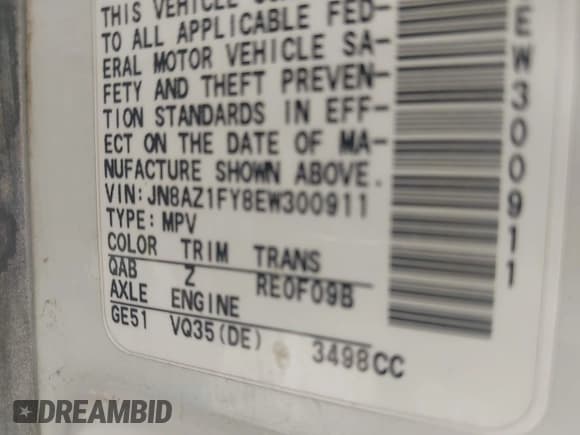 THIS VEHICLE
TO ALL APPLICABLE FED-
ERAL MOTOR VEHICLE SA-
FETY AND THEFT PREVEN-
TION STANDARDS IN EFF-
ECT ON THE DATE OF MA-
NUFACTURE SHOWN ABOVE.
VIN:JN8AZ1FY8EW300911
TYPE:MPV
COLOR TRIM TRANS
QAB Z RE0F09B
AXLE ENGINE
GE51 VQ35(DE) 3498CC
EW300911
DREAMBID